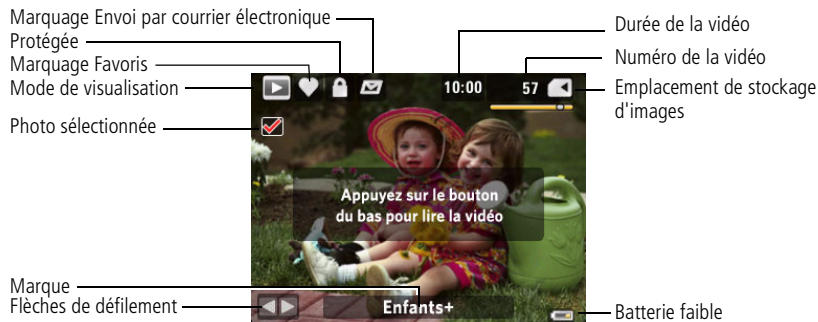 Marquage Envoi par courrier électronique
Protégée
Marquage Favoris
Mode de visualisation
Photo sélectionnée
Durée de la vidéo
Numéro de la vidéo
Emplacement de stockage
d'images
10:00
57
Appuyez sur le bouton
du bas pour lire la vidéo
Marque
Flèches de défilement
Enfants+
Batterie faible